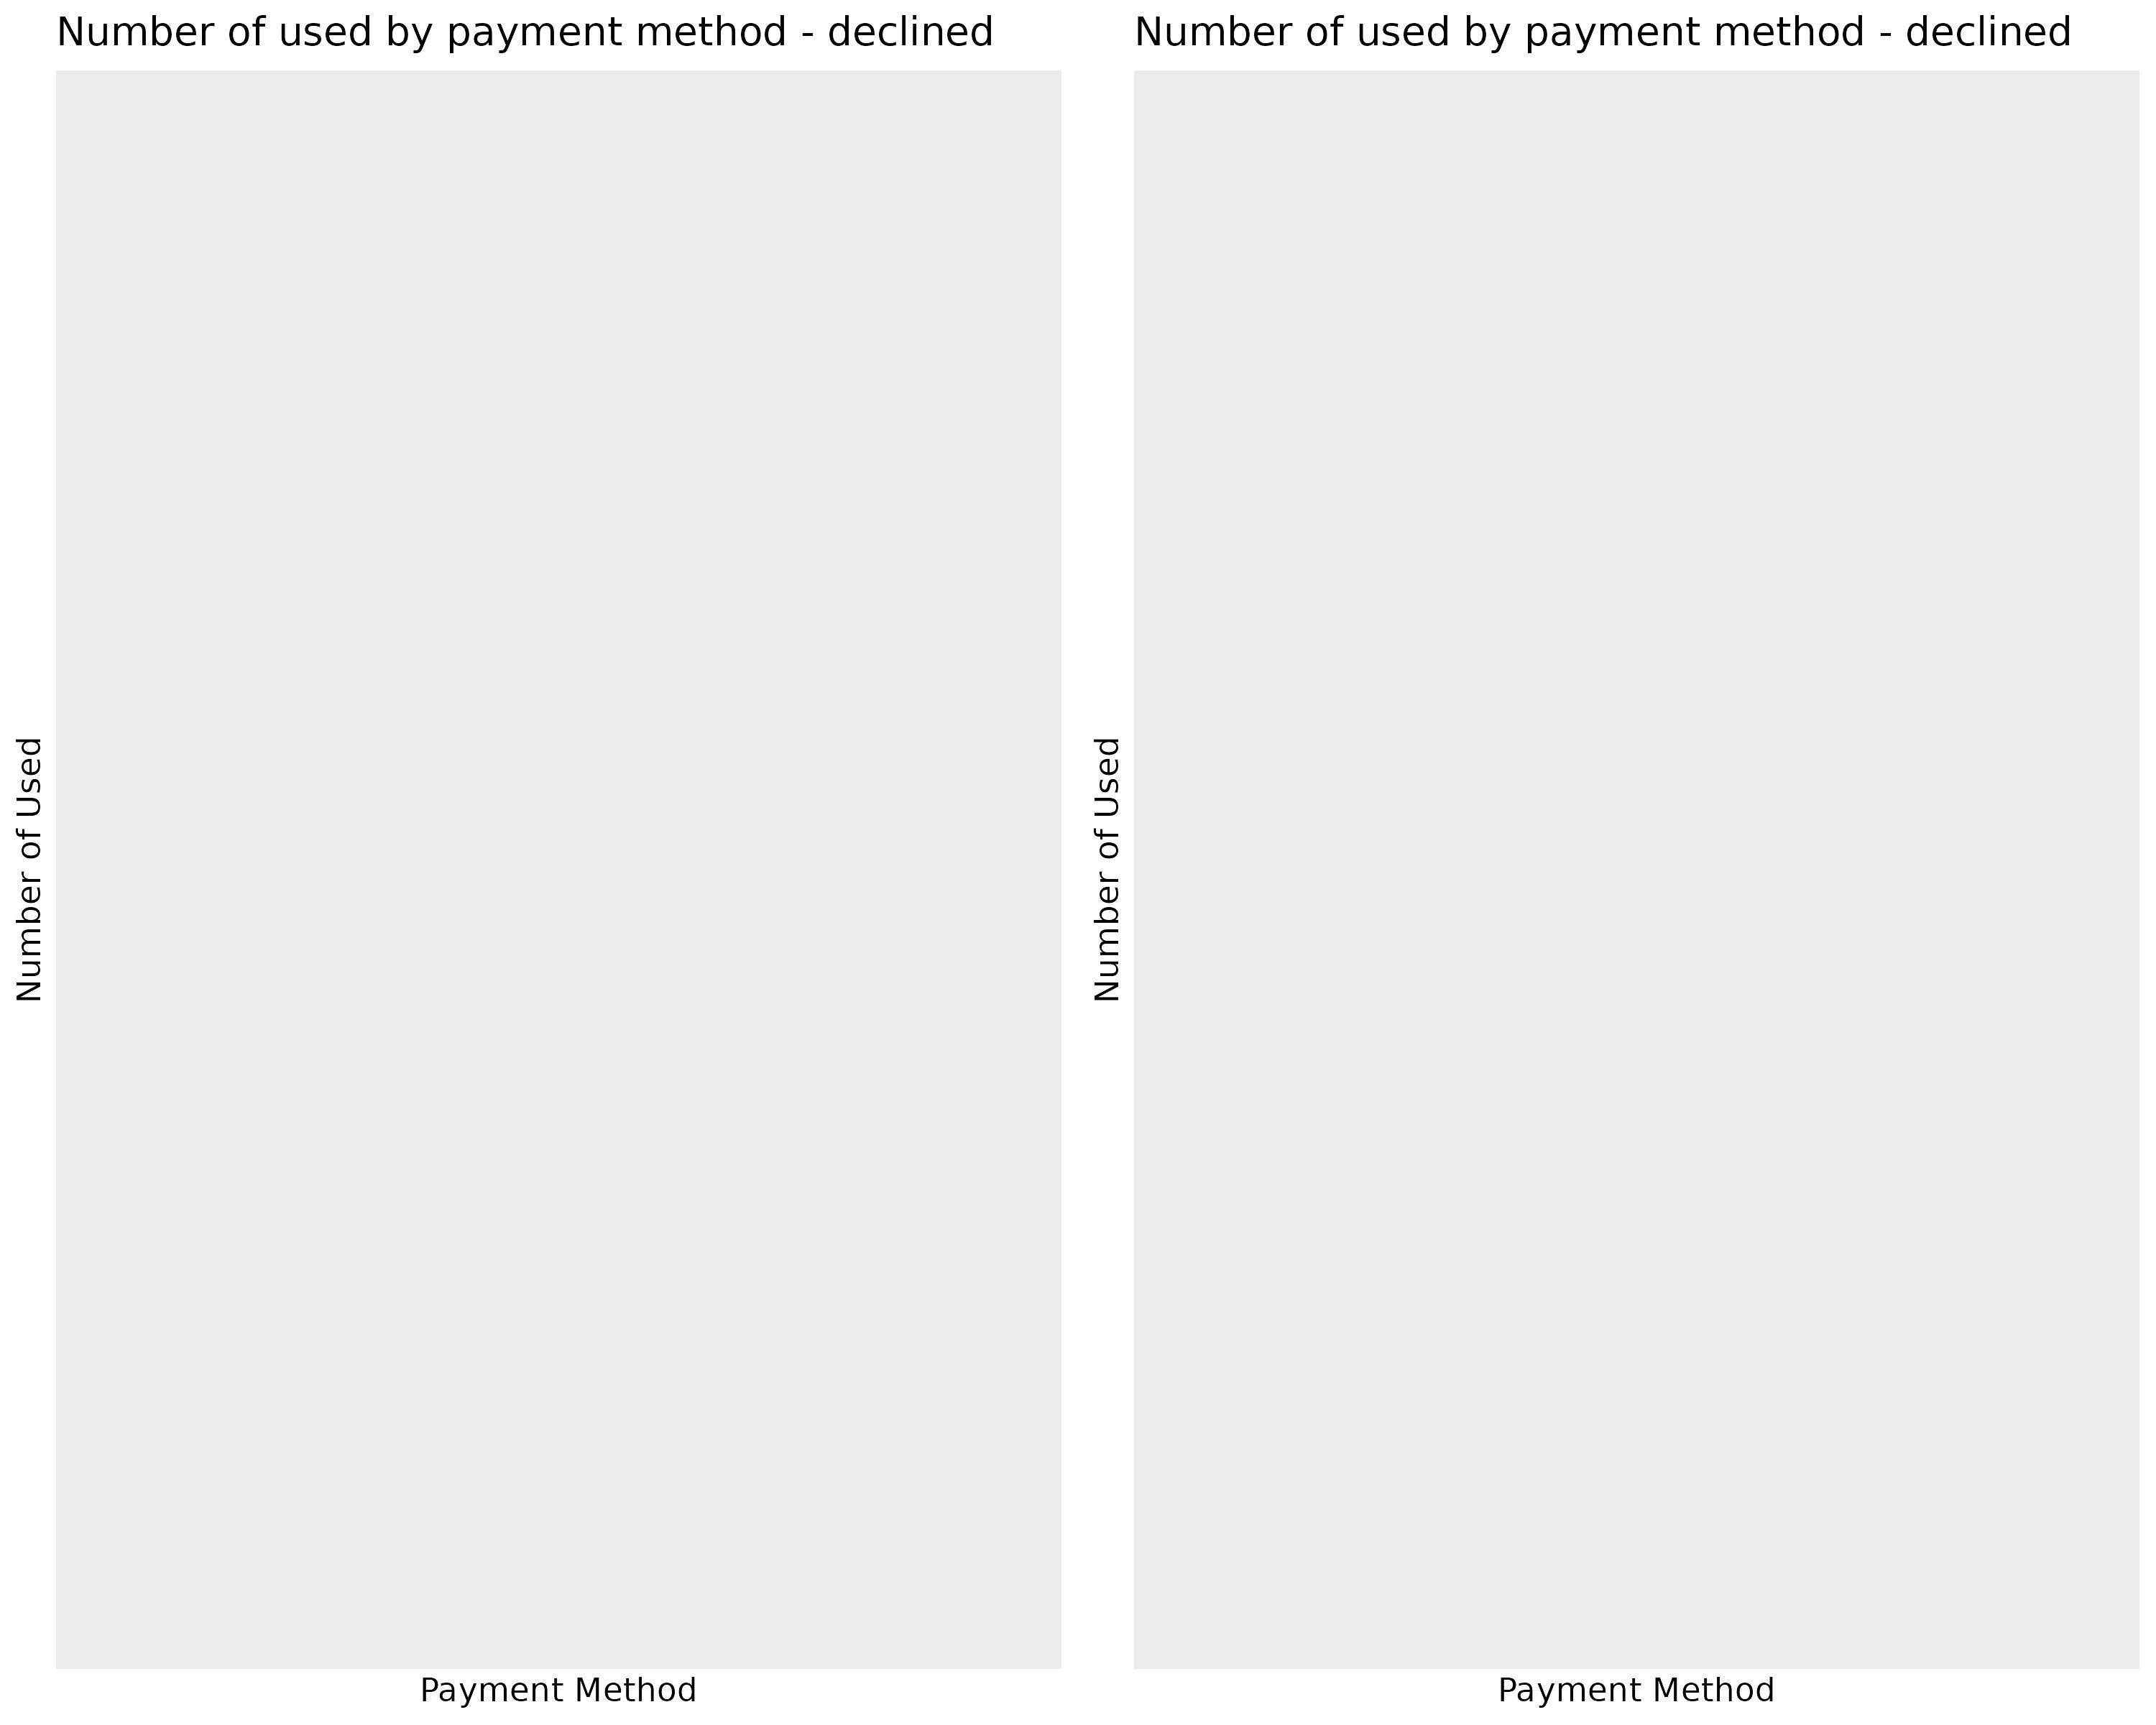 Number of used by payment method - declined
Number of Used
Payment Method
Number of used by payment method - declined
Number of Used
Payment Method